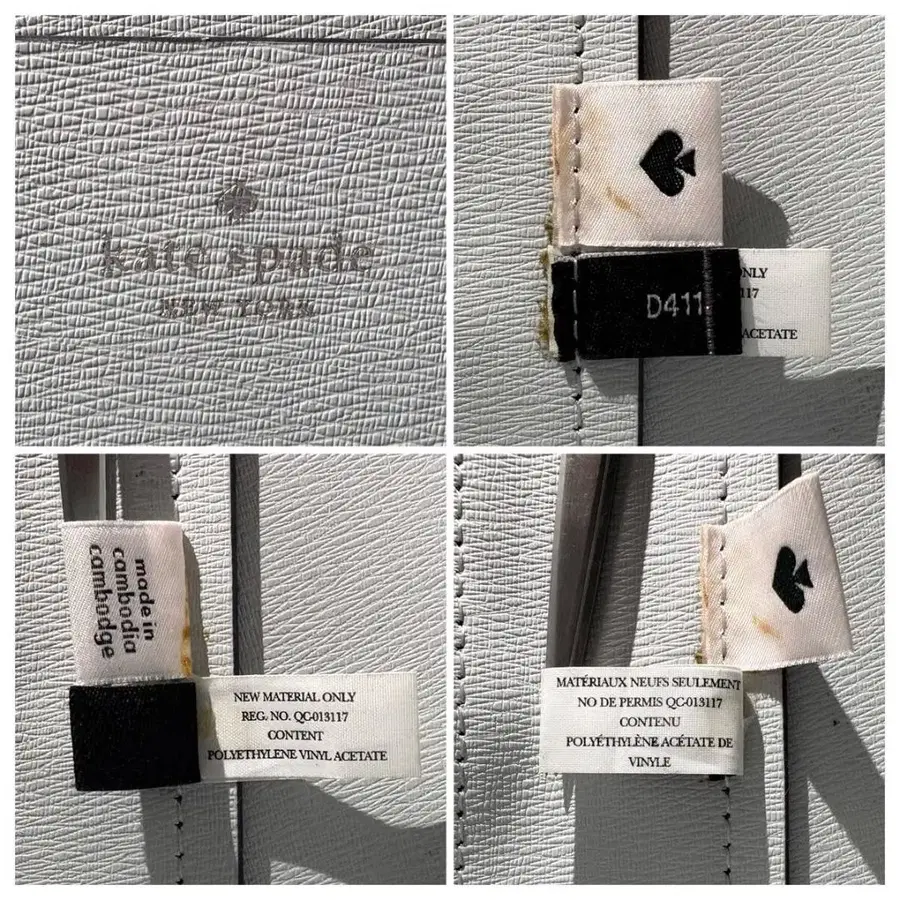 kate spade
NEW YORK
D411
ONLY
117
ACETATE
made in
cambodia
cambodge
NEW MATERIAL ONLY
REG. NO. QC-013117
CONTENT
POLYETHYLENE VINYL ACETATE
MATÉRIAUX NEUFS SEULEMENT
NO DE PERMIS QC-013117
CONTENU
POLYÉTHYLÈNE ACÉTATE DE
VINYLE